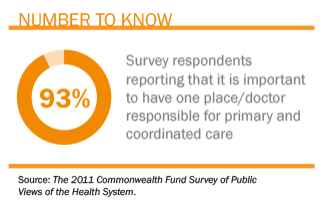 NUMBER TO KNOW
93%
Survey respondents
reporting that it is important
to have one place/doctor
responsible for primary and
coordinated care
Source: The 2011 Commonwealth Fund Survey of Public
Views of the Health System.